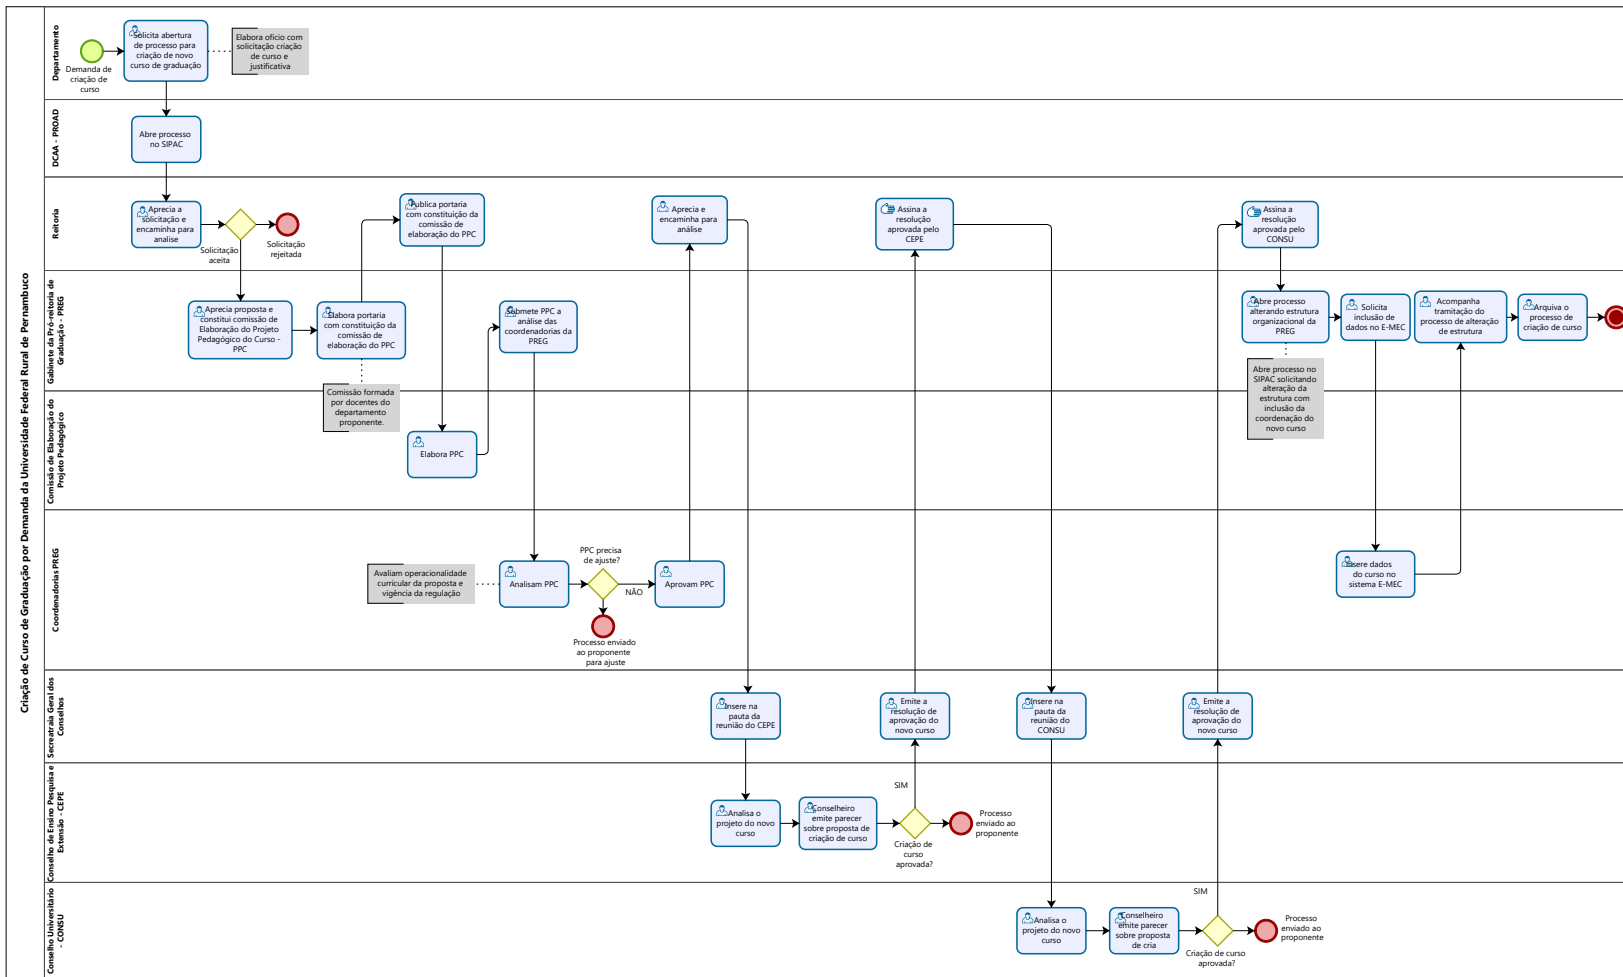 Criação de Curso de Graduação por Demanda da Universidade Federal Rural de Pernambuco
Departamento
Demanda de
criação de
curso
Solicita abertura
de processo para
criação de novo
curso de graduação
Elabora oficio com
solicitação criação
de curso e
justificativa
DCAA - PROAD
Abre processo
no SIPAC
Reitoria
Aprecia a
solicitação e
encaminha para
analise
Solicitação
aceita
Solicitação
rejeitada
Publica portaria
com constituição da
comissão de
elaboração do PPC
Aprecia e
encaminha para
análise
Assina a
resolução
aprovada pelo
CEPE
Assina a
resolução
aprovada pelo
CONSU
Gabinete da Pró-reitoria de
Graduação - PREG
Aprecia proposta e
constitui comissão de
Elaboração do Projeto
Pedagógico do Curso -
PPC
Elabora portaria
com constituição da
comissão de
elaboração do PPC
Comissão formada
por docentes do
departamento
proponente.
Submete PPC a
análise das
coordenadorias da
PREG
Abre processo
alterando estrutura
organizacional da
PREG
Abre processo no
SIPAC solicitando
alteração da
estrutura com
inclusão da
coordenação do
novo curso
Solicita
inclusão de
dados no E-MEC
Acompanha
tramitação do
processo de alteração
de estrutura
Arquiva o
processo de
criação de curso
Comissão de Elaboração do
Projeto Pedagógico
Elabora PPC
Coordenadorias PREG
Avaliam operacionalidade
curricular da proposta e
vigência da regulação
Analisam PPC
PPC precisa
de ajuste?
NÃO
Processo enviado
ao proponente
para ajuste
Aprovam PPC
Insere dados
do curso no
sistema E-MEC
Secreatraia Geral dos
Conselhos
Insere na
pauta da
reunião do CEPE
Emite a
resolução de
aprovação do
novo curso
Insere na
pauta da
reunião do
CONSU
Emite a
resolução de
aprovação do
novo curso
Conselho de Ensino Pesquisa e
Extensão - CEPE
Analisa o
projeto do novo
curso
Conselheiro
emite parecer
sobre proposta de
criação de curso
SIM
Criação de
curso
aprovada?
Processo
enviado ao
proponente
Conselho Universitário
- CONSU
Analisa o
projeto do novo
curso
Conselheiro
emite parecer
sobre proposta
de cria
SIM
Criação de curso
aprovada?
Processo
enviado ao
proponente